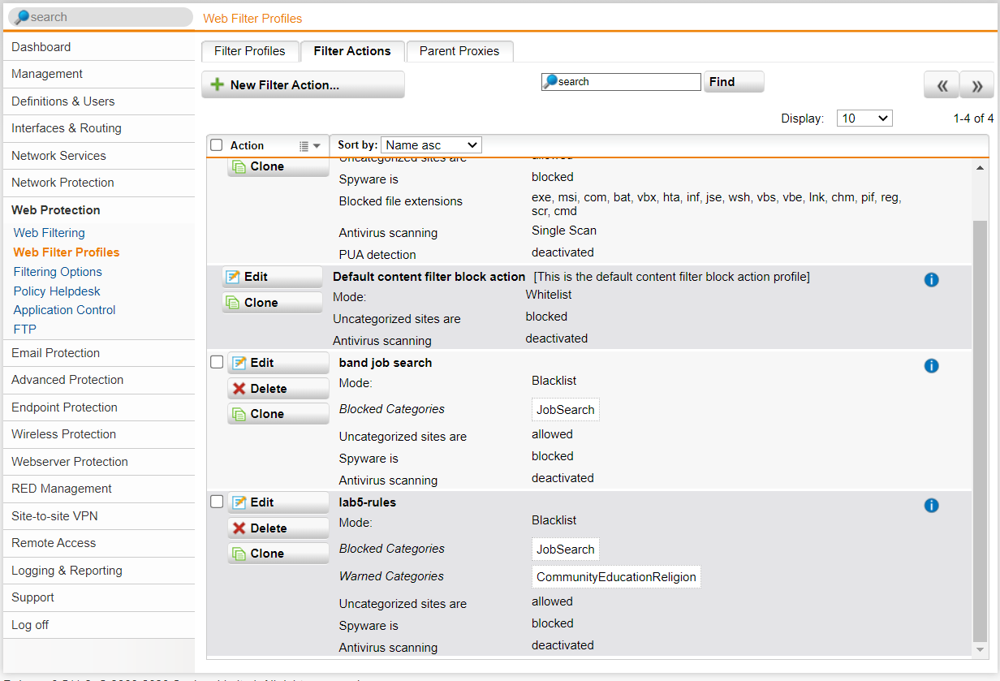 search
Web Filter Profiles
Dashboard
Management
Definitions & Users
Interfaces & Routing
Network Services
Network Protection
Web Protection
Web Filtering
Web Filter Profiles
Filtering Options
Policy Helpdesk
Application Control
FTP
Email Protection
Advanced Protection
Endpoint Protection
Wireless Protection
Webserver Protection
RED Management
Site-to-site VPN
Remote Access
Logging & Reporting
Support
Log off
Filter Profiles Filter Actions Parent Proxies
New Filter Action... search Find « »
Display: 10 1-4 of 4
Action Sort by: Name asc
Uncategorized sites are allowed
Clone
Spyware is blocked
Blocked file extensions exe, msi, com, bat, vbx, hta, inf, jse, wsh, vbs, vbe, lnk, chm, pif, reg,
scr, cmd
Antivirus scanning Single Scan
PUA detection deactivated
Edit Default content filter block action [This is the default content filter block action profile]
Mode: Whitelist
Clone
Uncategorized sites are blocked
Antivirus scanning deactivated
Edit band job search
Mode: Blacklist
Delete
Blocked Categories JobSearch
Clone
Uncategorized sites are allowed
Spyware is blocked
Antivirus scanning deactivated
Edit lab5-rules
Mode: Blacklist
Delete
Blocked Categories JobSearch
Clone
Warned Categories CommunityEducationReligion
Uncategorized sites are allowed
Spyware is blocked
Antivirus scanning deactivated